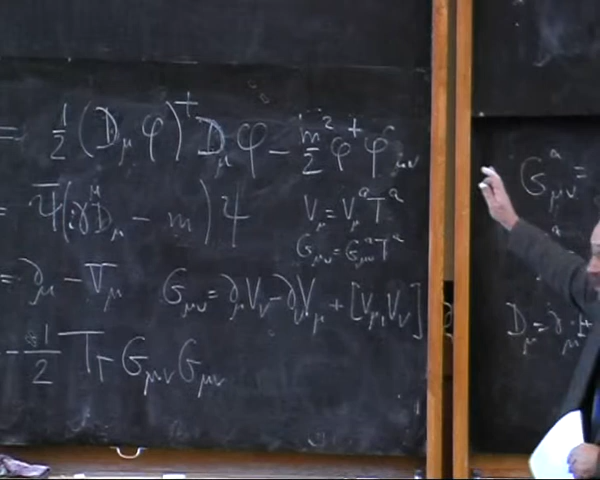 = 1/2 (D_μ φ)^+ D_μ φ - m²/2 φ^+ φ
= Ψ̄ (iγ^μ D_μ - m) Ψ V_μ = V_μ^a T^a
G_μν = G_μν^a T^a
= ∂_μ - V_μ G_μν = ∂_μ V_ν - ∂_ν V_μ + [V_μ, V_ν]
- 1/2 Tr G_μν G_μν
G_μν^a =
a
D_μ = ∂_μ